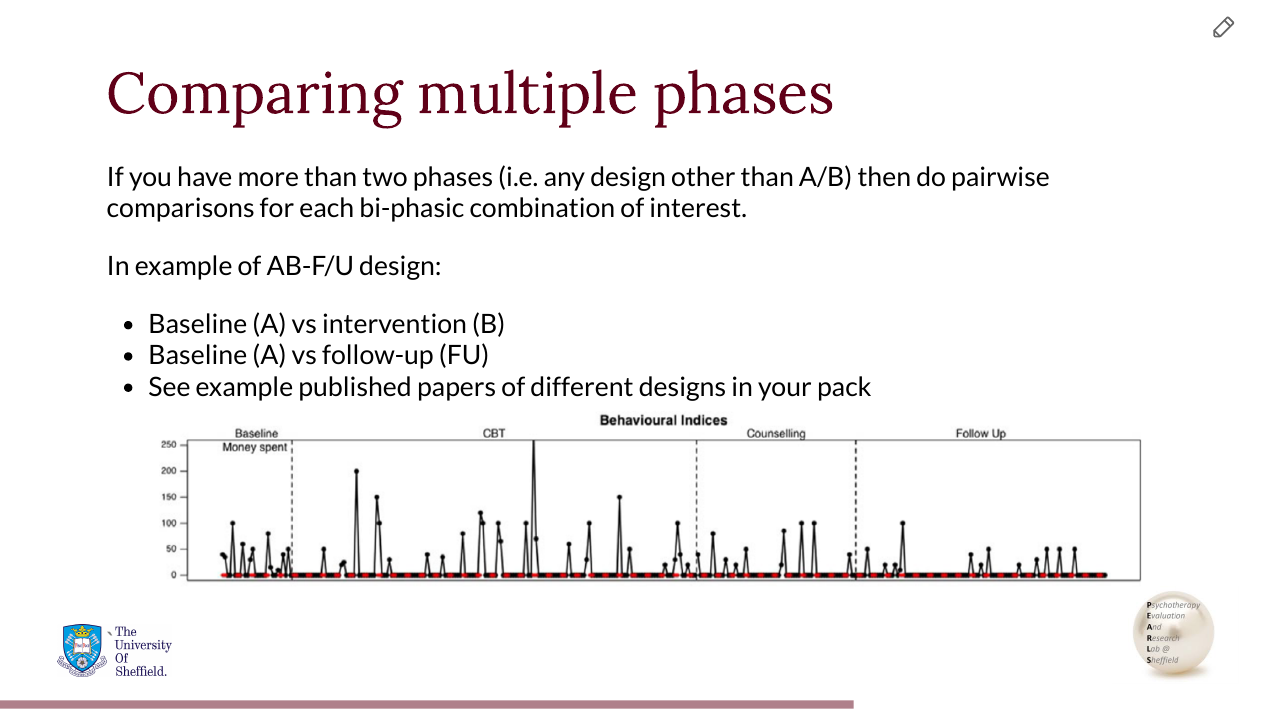 Comparing multiple phases
If you have more than two phases (i.e. any design other than A/B) then do pairwise
comparisons for each bi-phasic combination of interest.
In example of AB-F/U design:
• Baseline (A) vs intervention (B)
• Baseline (A) vs follow-up (FU)
• See example published papers of different designs in your pack
Behavioural Indices
Baseline CBT Counselling Follow Up
Money spent
250
200
150
100
50
0
The
University
Of
Sheffield.
Psychotherapy
Evaluation
And
Research
Lab @
Sheffield